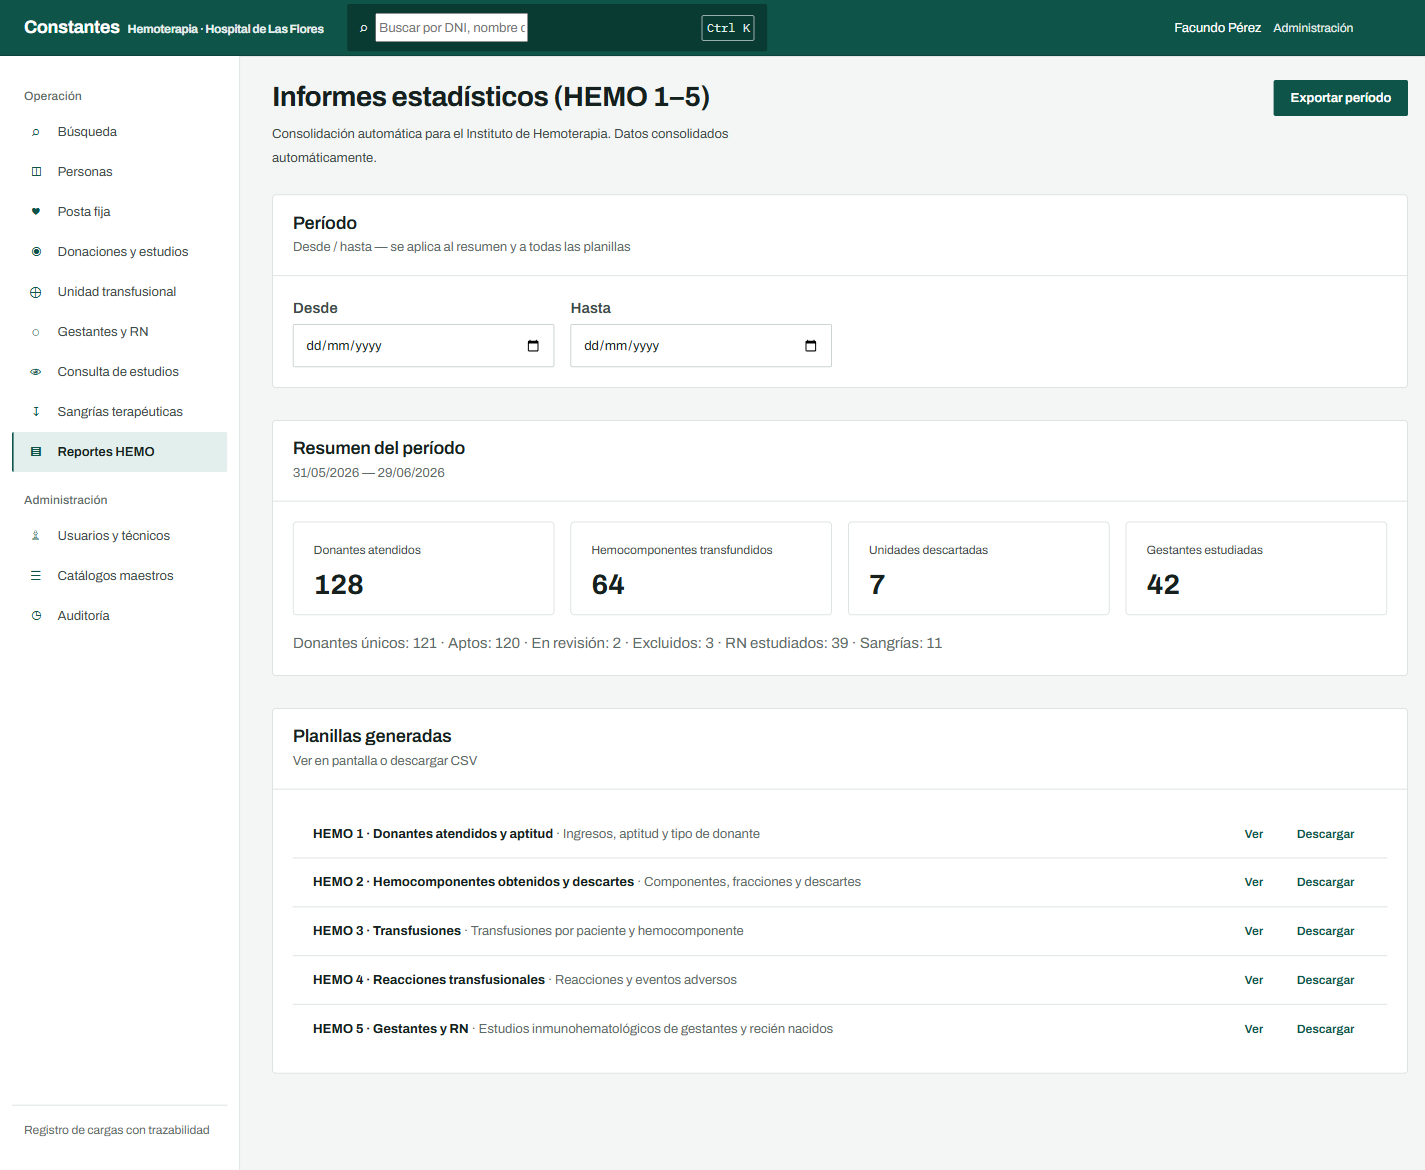 Constantes Hemoterapia · Hospital de Las Flores
Buscar por DNI, nombre c
Ctrl K
Facundo Pérez Administración
Operación
Búsqueda
Personas
Posta fija
Donaciones y estudios
Unidad transfusional
Gestantes y RN
Consulta de estudios
Sangrías terapéuticas
Reportes HEMO
Administración
Usuarios y técnicos
Catálogos maestros
Auditoría
Registro de cargas con trazabilidad
Informes estadísticos (HEMO 1–5)
Exportar período
Consolidación automática para el Instituto de Hemoterapia. Datos consolidados
automáticamente.
Período
Desde / hasta — se aplica al resumen y a todas las planillas
Desde Hasta
dd/mm/yyyy dd/mm/yyyy
Resumen del período
31/05/2026 — 29/06/2026
Donantes atendidos Hemocomponentes transfundidos Unidades descartadas Gestantes estudiadas
128 64 7 42
Donantes únicos: 121 · Aptos: 120 · En revisión: 2 · Excluidos: 3 · RN estudiados: 39 · Sangrías: 11
Planillas generadas
Ver en pantalla o descargar CSV
HEMO 1 · Donantes atendidos y aptitud · Ingresos, aptitud y tipo de donante Ver Descargar
HEMO 2 · Hemocomponentes obtenidos y descartes · Componentes, fracciones y descartes Ver Descargar
HEMO 3 · Transfusiones · Transfusiones por paciente y hemocomponente Ver Descargar
HEMO 4 · Reacciones transfusionales · Reacciones y eventos adversos Ver Descargar
HEMO 5 · Gestantes y RN · Estudios inmunohematológicos de gestantes y recién nacidos Ver Descargar